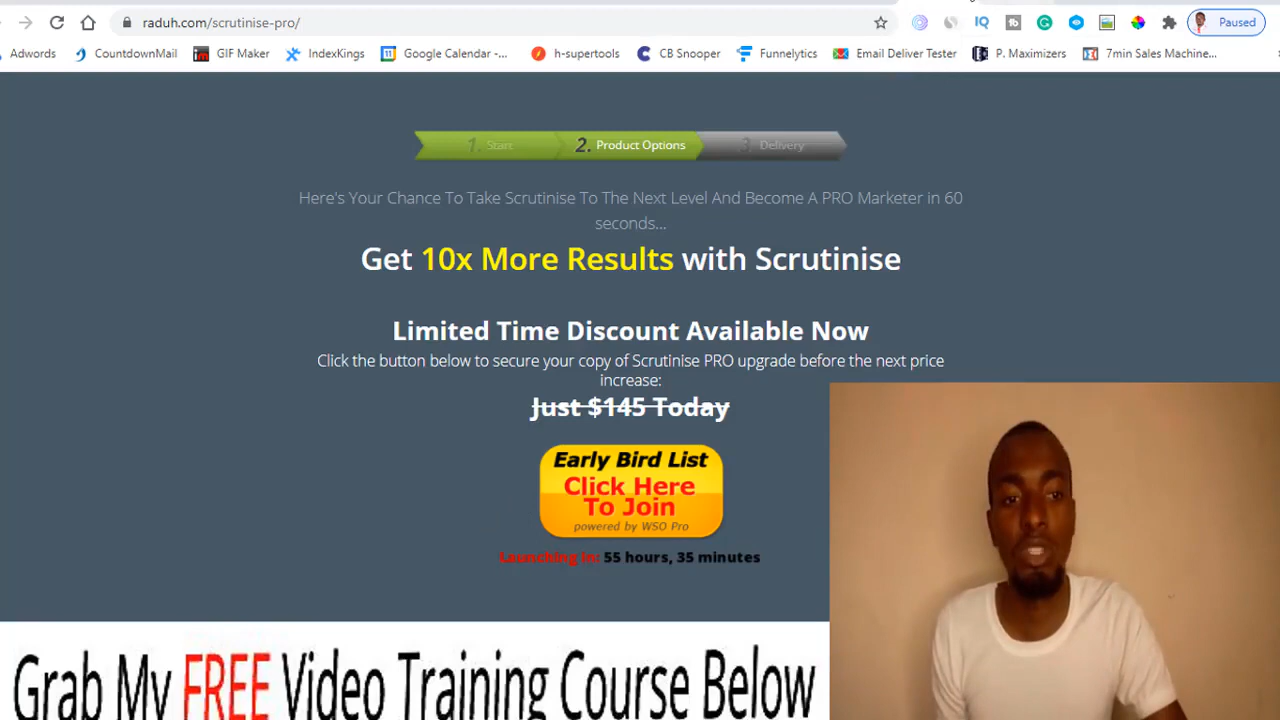 raduh.com/scrutinise-pro/
Paused
Adwords
CountdownMail
GIF Maker
IndexKings
Google Calendar -...
h-supertools
CB Snooper
Funnelytics
Email Deliver Tester
P. Maximizers
7min Sales Machine...
1. Start
2. Product Options
3. Delivery
Here's Your Chance To Take Scrutinise To The Next Level And Become A PRO Marketer in 60
seconds...
Get 10x More Results with Scrutinise
Limited Time Discount Available Now
Click the button below to secure your copy of Scrutinise PRO upgrade before the next price
increase:
Just $145 Today
Early Bird List
Click Here
To Join
powered by WSO Pro
Launching in: 55 hours, 35 minutes
Grab My FREE Video Training Course Below